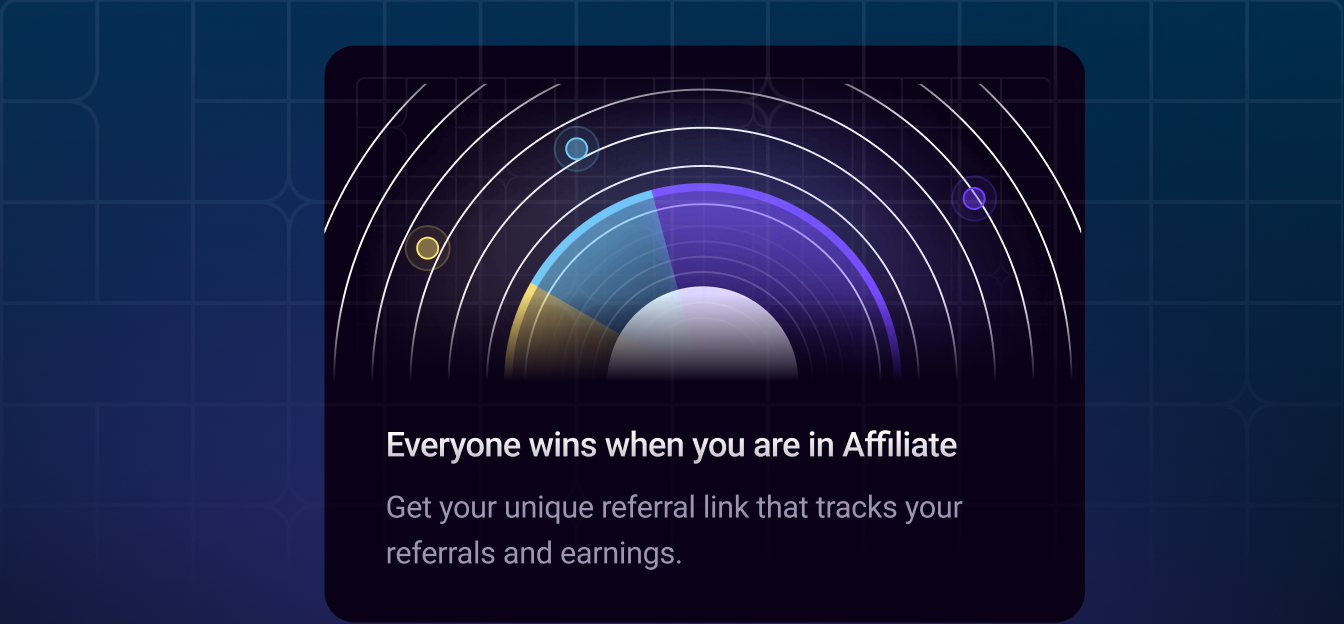 Everyone wins when you are in Affiliate
Get your unique referral link that tracks your
referrals and earnings.